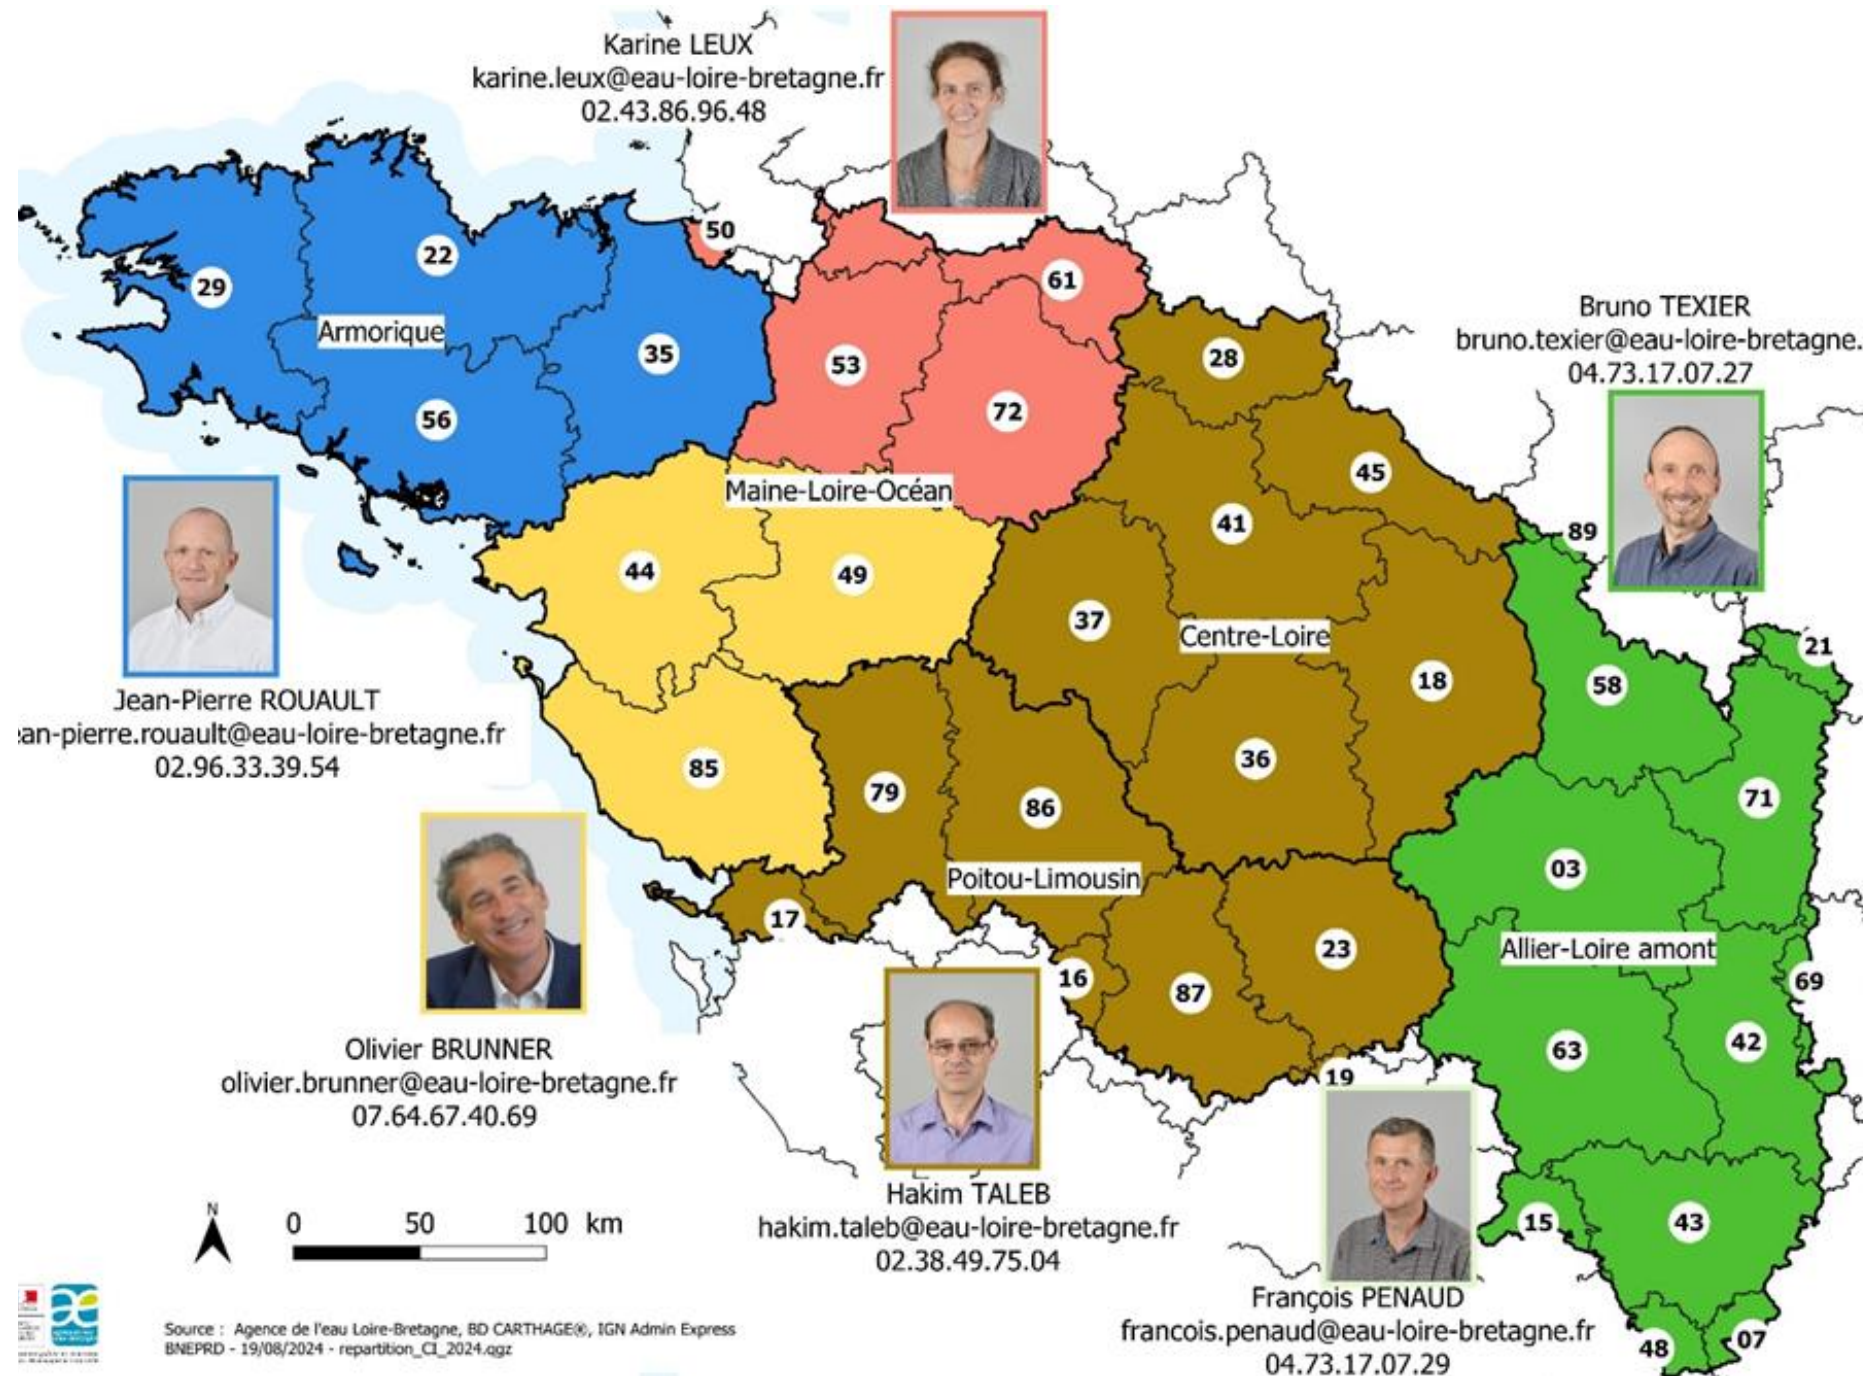 Karine LEUX
karine.leux@eau-loire-bretagne.fr
02.43.86.96.48
50
22
61
29
Bruno TEXIER
bruno.texier@eau-loire-bretagne.
04.73.17.07.27
Armorique
35
53
28
72
56
45
Maine-Loire-Océan
41
89
44
49
37
Centre-Loire
21
18
58
Jean-Pierre ROUAULT
ean-pierre.rouault@eau-loire-bretagne.fr
02.96.33.39.54
85
36
79
86
71
03
Poitou-Limousin
17
23
Allier-Loire amont
16
87
69
42
63
Olivier BRUNNER
olivier.brunner@eau-loire-bretagne.fr
07.64.67.40.69
19
Hakim TALEB
hakim.taleb@eau-loire-bretagne.fr
02.38.49.75.04
15
43
N
0 50 100 km
François PENAUD
francois.penaud@eau-loire-bretagne.fr
04.73.17.07.29
48
07
Source : Agence de l'eau Loire-Bretagne, BD CARTHAGE®, IGN Admin Express
BNEPRD - 19/08/2024 - repartition_CI_2024.qgz